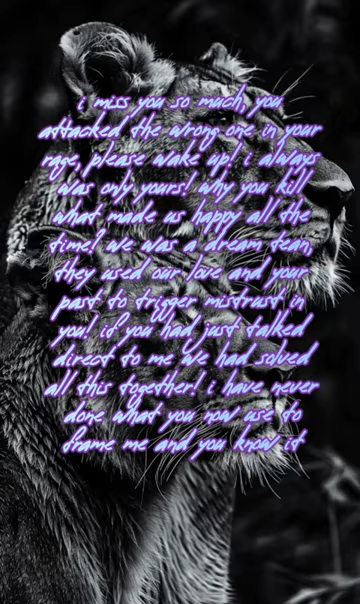 i miss you so much, you
attacked the wrong one in your
rage, please wake up! i always
was only yours! why you kill
what made us happy all the
time! we was a dream team,
they used our love and your
past to trigger mistrust in
you! if you had just talked
direct to me we had solved
all this together! i have never
done what you now use to
frame me and you know it